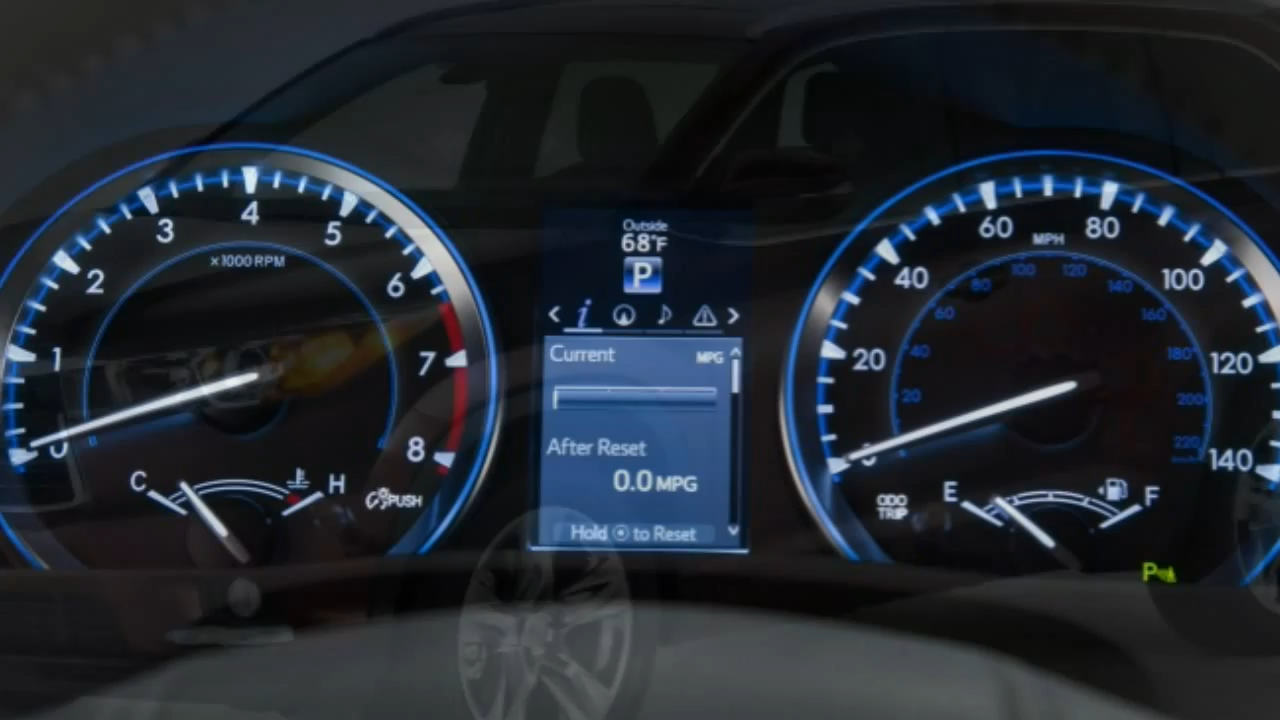 1
2
3
4
5
6
7
8
x1000 RPM
C
H
PUSH
Outside
68°F
P
i
Current
MPG
After Reset
0.0 MPG
Hold to Reset
20
40
60
80
100
120
140
MPH
20
40
60
80
100
120
140
160
180
200
220
ODO
TRIP
E
F
P